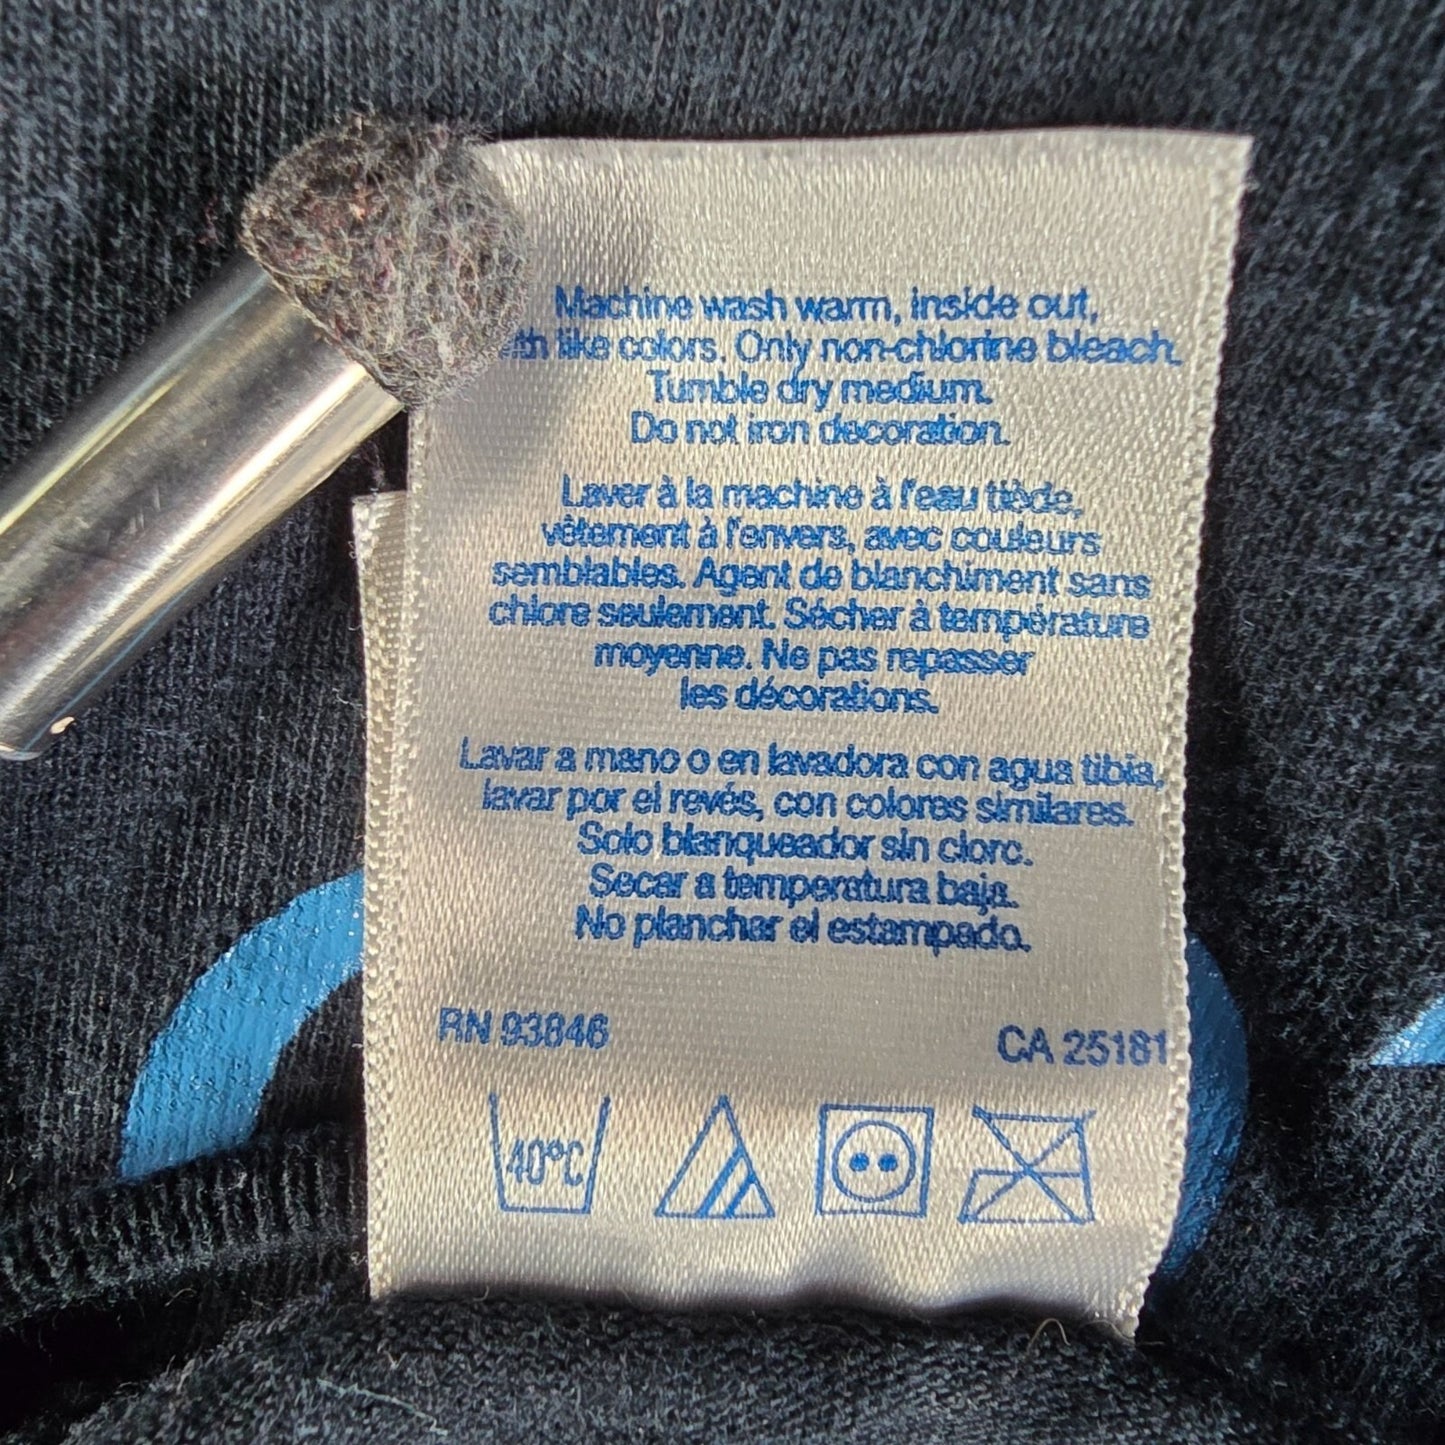 Machine wash warm, inside out,
like colors. Only non-chlorine bleach.
Tumble dry medium.
Do not iron decoration.
Laver à la machine à l'eau tiède,
vêtement à l'envers, avec couleurs
semblables. Agent de blanchiment sans
chlore seulement. Sécher à température
moyenne. Ne pas repasser
les décorations.
Lavar a mano o en lavadora con agua tibia,
lavar por el revés, con colores similares.
Solo blanqueador sin cloro.
Secar a temperatura baja.
No planchar el estampado.
RN 93846 CA 25181
40°C